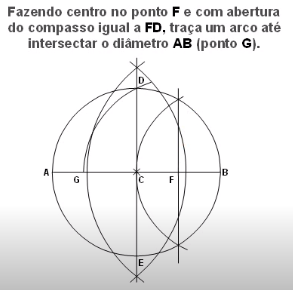 Fazendo centro no ponto F e com abertura
do compasso igual a FD, traça um arco até
intersectar o diâmetro AB (ponto G).
D
A
G
C
F
B
E